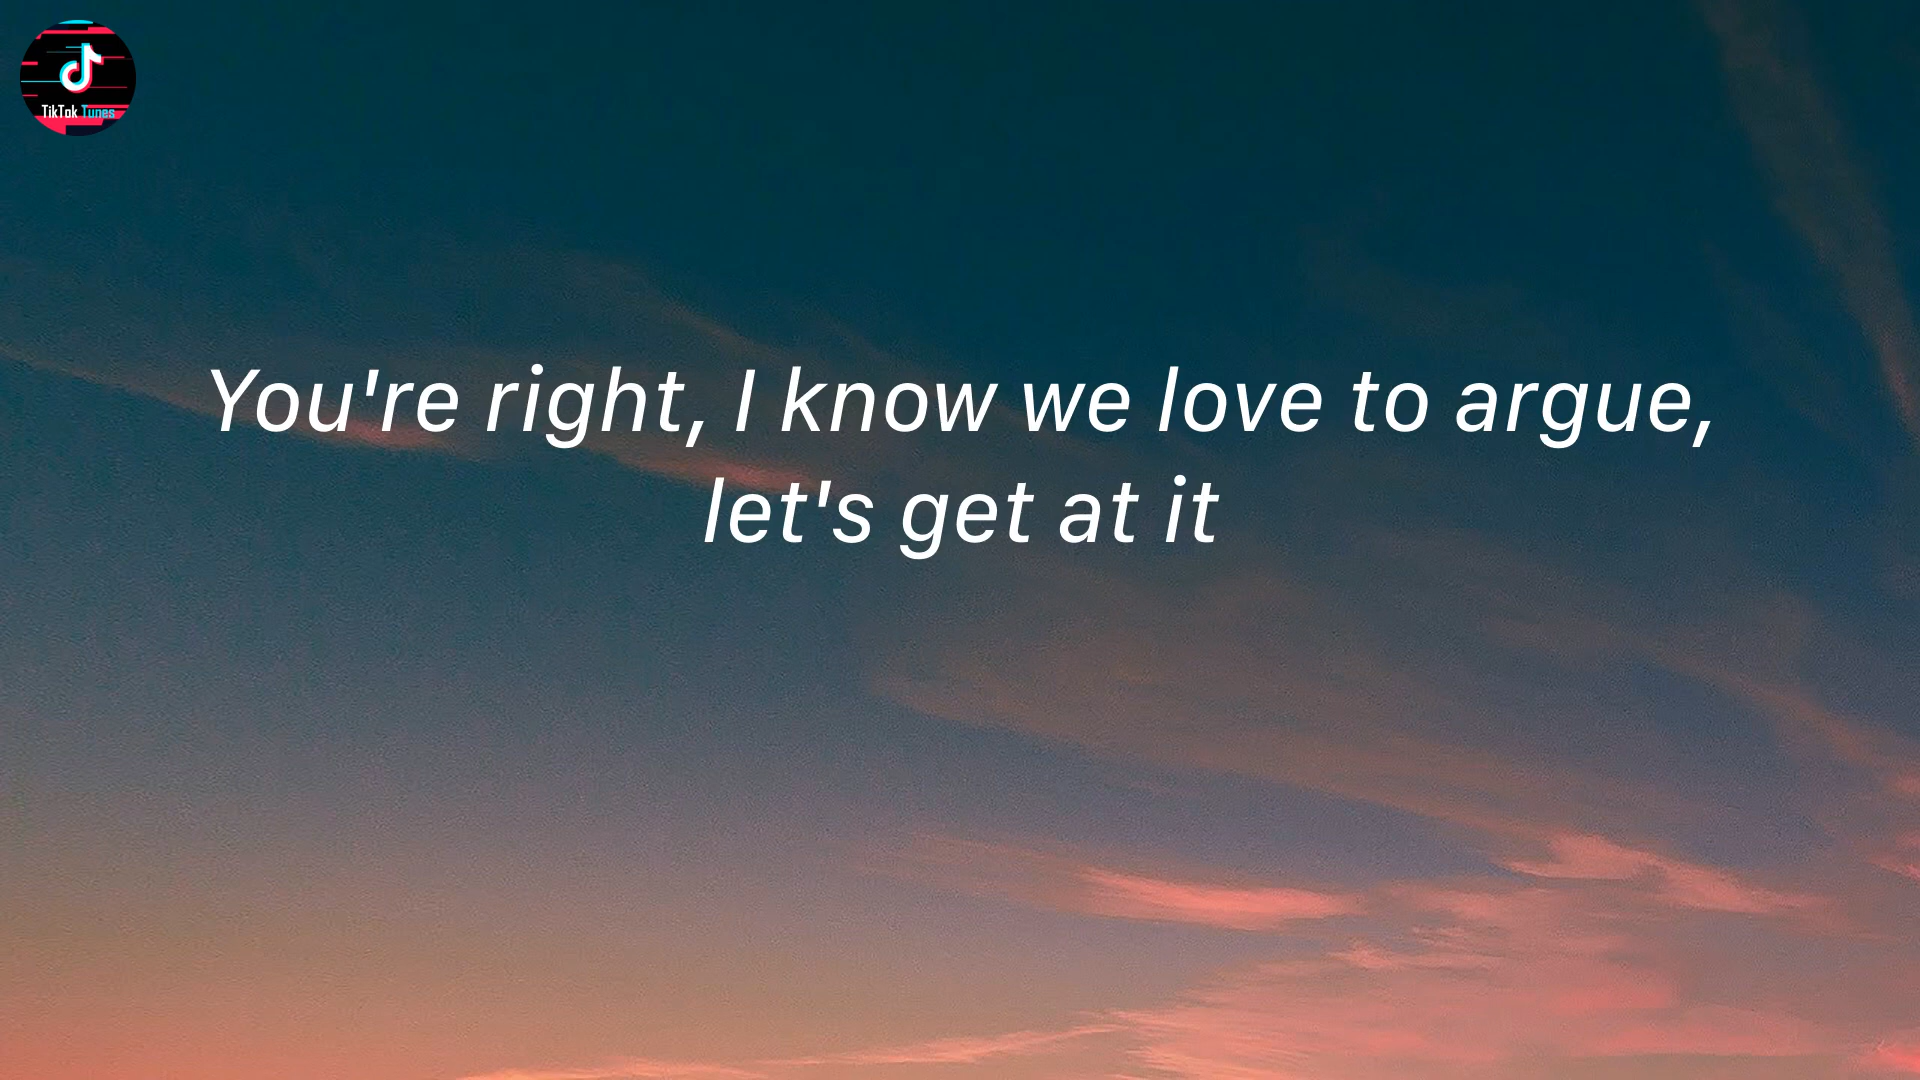 TikTok Tunes
You're right, I know we love to argue,
let's get at it